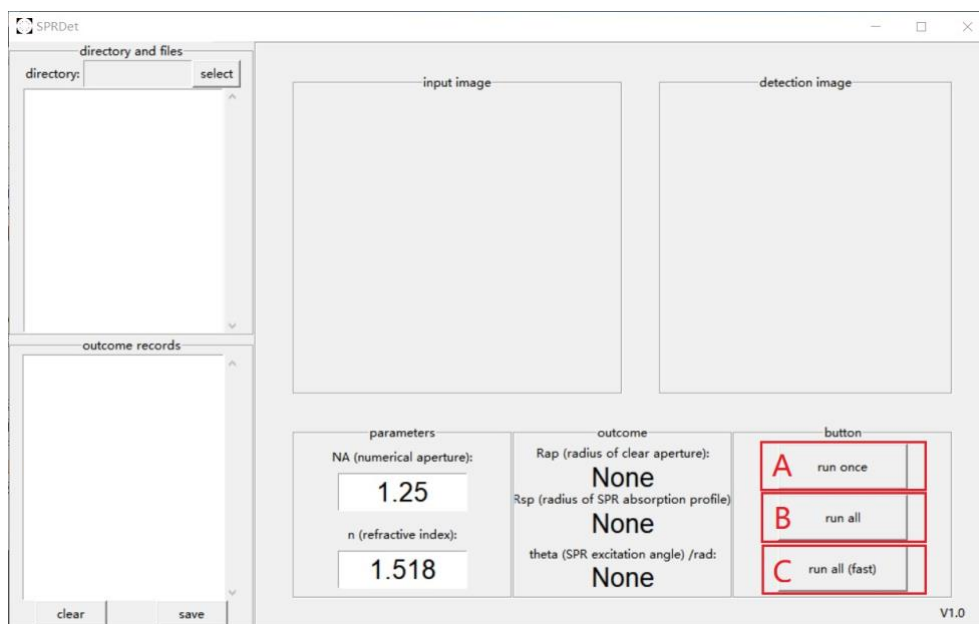 SPRDet
directory and files
directory:
select
outcome records
clear
save
input image
detection image
parameters
NA (numerical aperture):
1.25
n (refractive index):
1.518
outcome
Rap (radius of clear aperture):
None
Rsp (radius of SPR absorption profile)
None
theta (SPR excitation angle) /rad:
None
button
A run once
B run all
C run all (fast)
V1.0